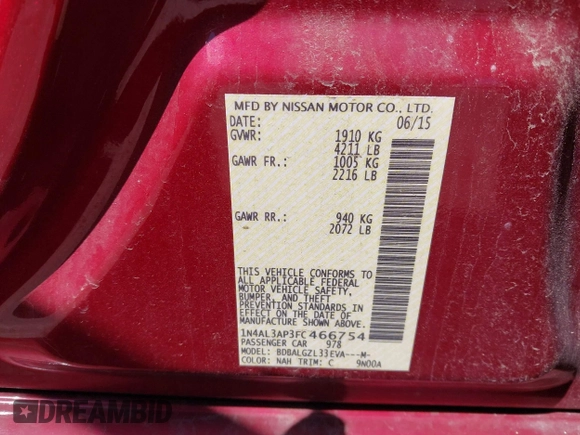 MFD BY NISSAN MOTOR CO., LTD.
DATE: 06/15
GVWR: 1910 KG
4211 LB
GAWR FR.: 1005 KG
2216 LB
GAWR RR.: 940 KG
2072 LB
THIS VEHICLE CONFORMS TO
ALL APPLICABLE FEDERAL
MOTOR VEHICLE SAFETY,
BUMPER, AND THEFT
PREVENTION STANDARDS IN
EFFECT ON THE DATE OF
MANUFACTURE SHOWN ABOVE.
1N4AL3AP3FC466754
PASSENGER CAR 978
MODEL: BDBALGZL33EVA---M-
COLOR: NAH TRIM: C 9N00A
DREAMBID